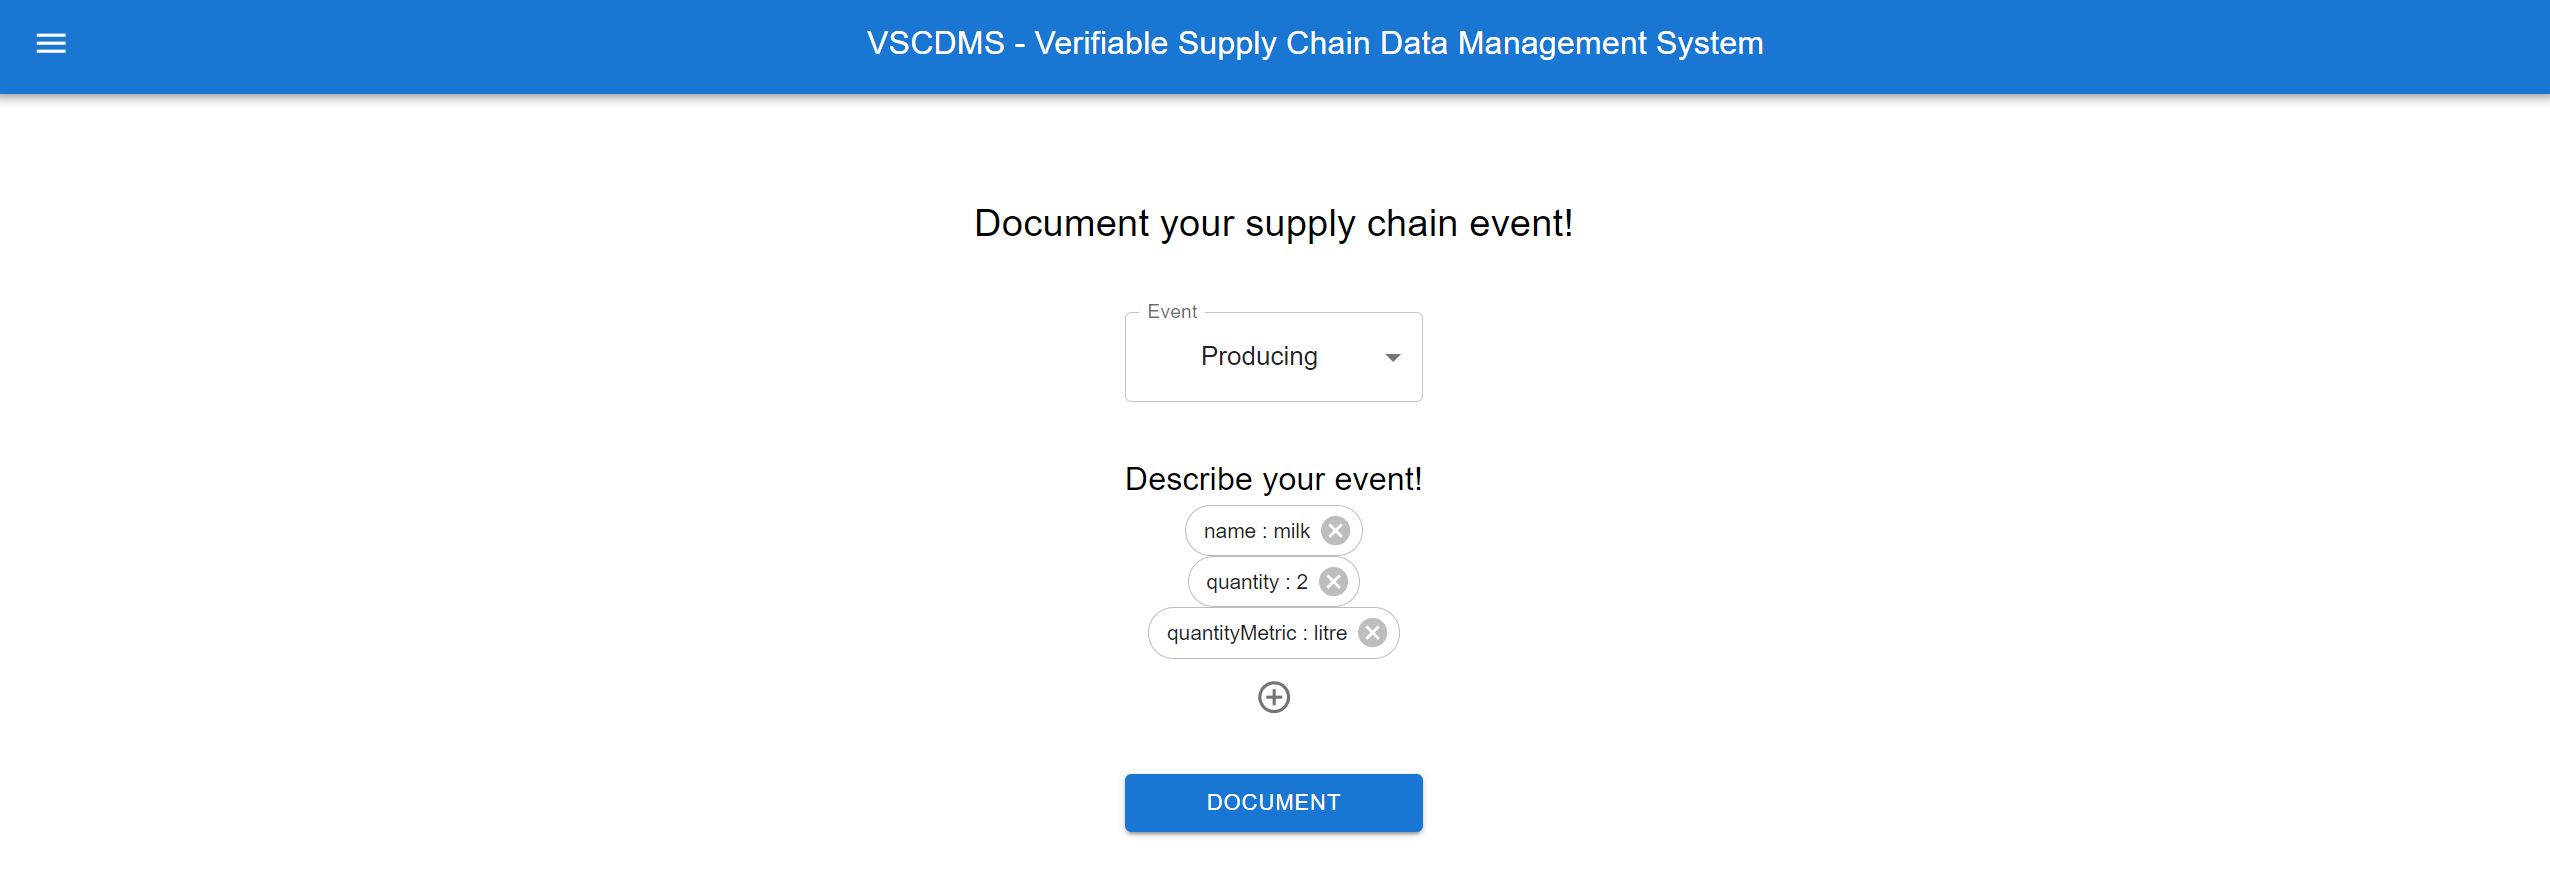 VSCDMS - Verifiable Supply Chain Data Management System
Document your supply chain event!
Event
Producing
Describe your event!
name : milk
quantity : 2
quantityMetric : litre
DOCUMENT